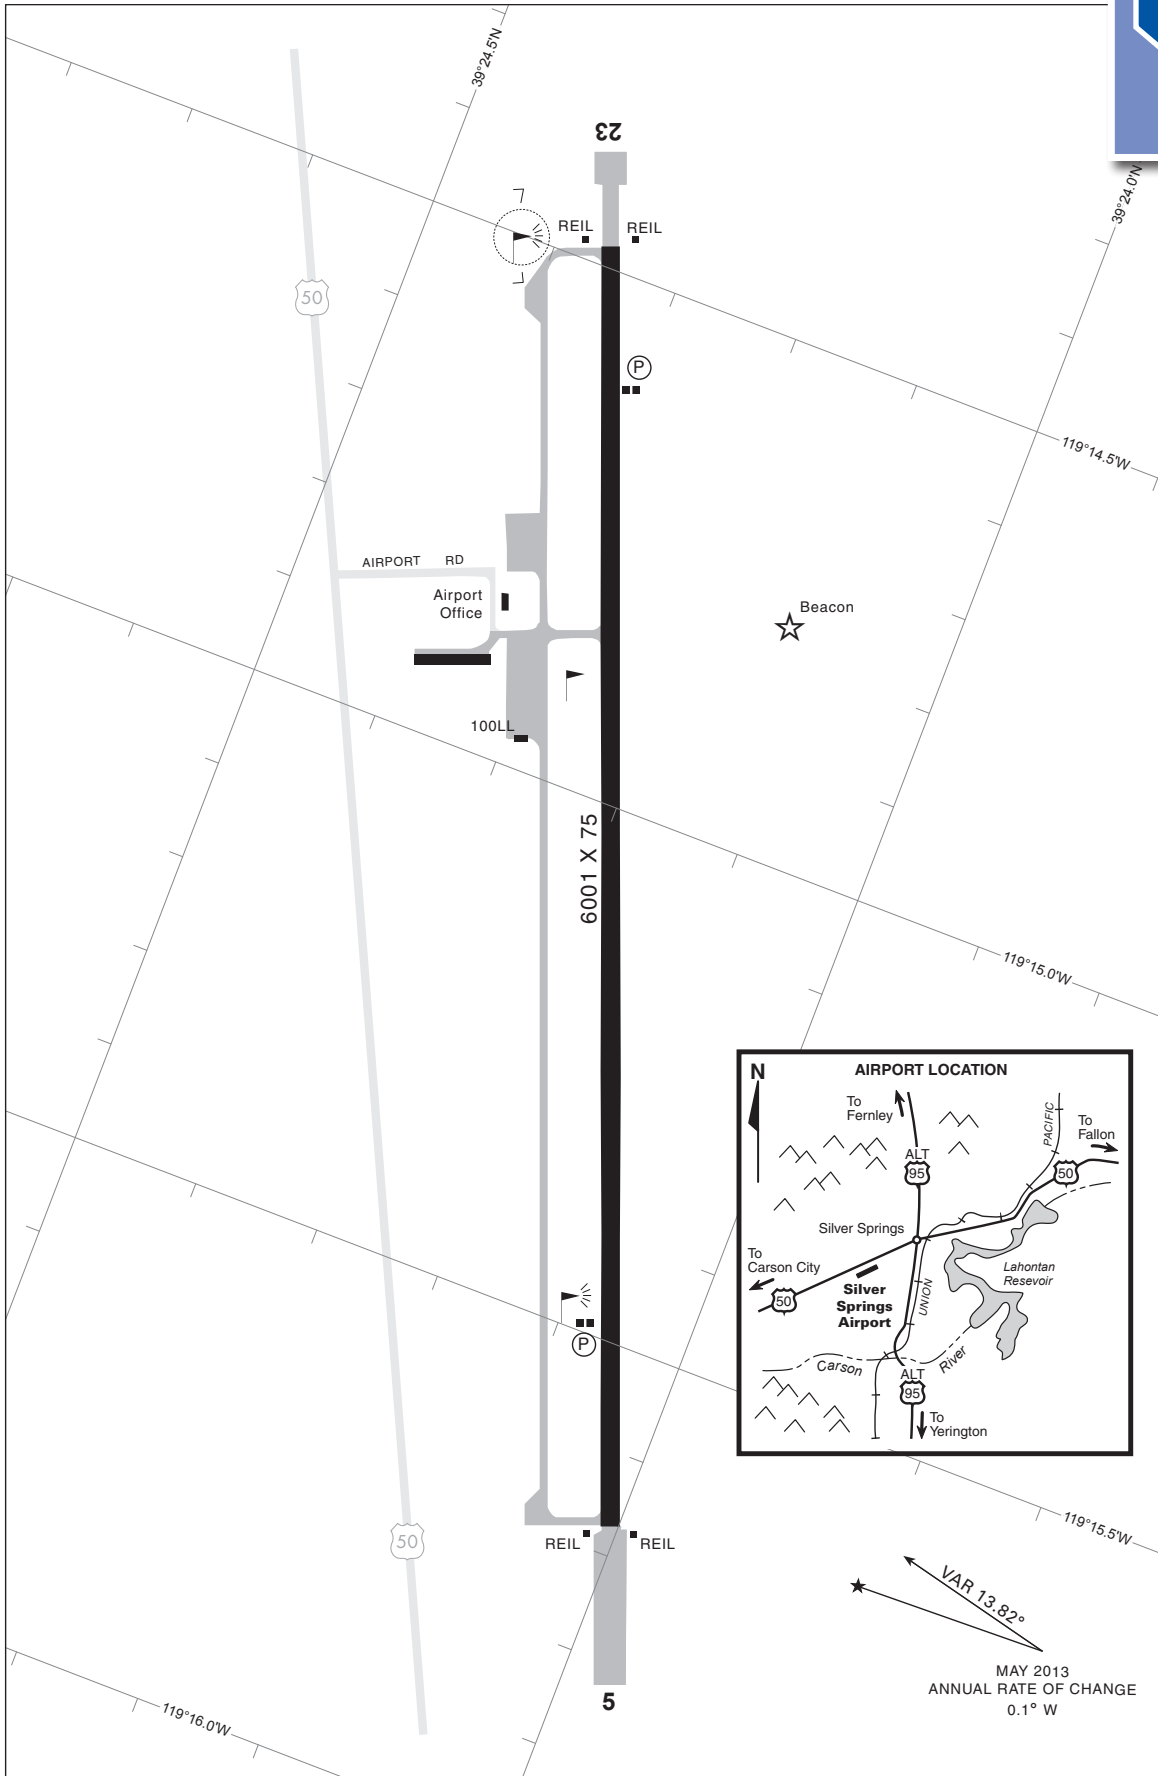 39°24.5'N
23
39°24.0'N
REIL
REIL
50
P
119°14.5'W
AIRPORT RD
Airport
Office
Beacon
100LL
6001 X 75
119°15.0'W
AIRPORT LOCATION
N
To
Fernley
PACIFIC
To
Fallon
ALT
95
50
Silver Springs
To
Carson City
Lahontan
Resevoir
50
Silver
Springs
Airport
UNION
Carson
River
ALT
95
To
Yerington
P
REIL
REIL
50
119°15.5'W
VAR 13.82°
5
MAY 2013
ANNUAL RATE OF CHANGE
0.1° W
119°16.0'W